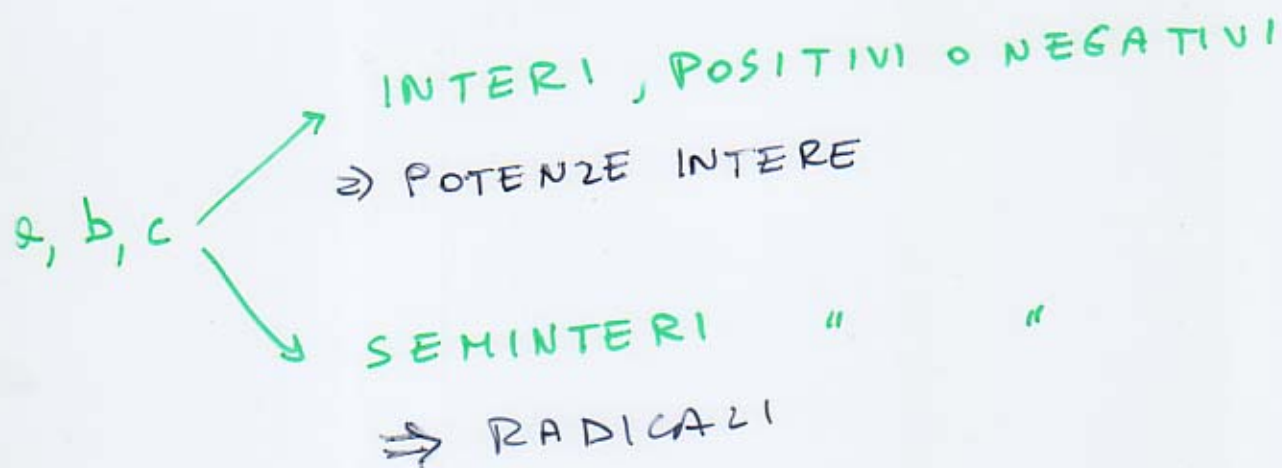 INTERI, POSITIVI o NEGATIVI
⇒ POTENZE INTERE
a, b, c
SEMINTERI " "
⇒ RADICALI